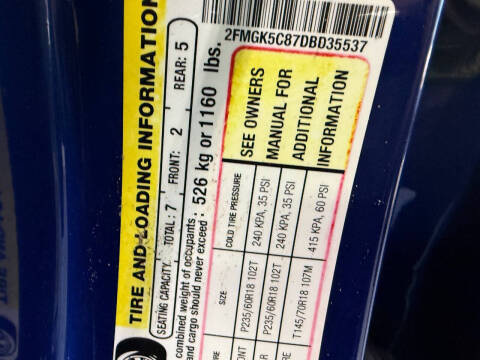 2FMGK5C87DBD35537
TIRE AND LOADING INFORMATION
SEATING CAPACITY: TOTAL: 7 FRONT: 2 REAR: 5
combined weight of occupants
and cargo should never exceed: 526 kg or 1160 lbs.
SIZE COLD TIRE PRESSURE SEE OWNERS
P235/60R18 102T 240 KPA, 35 PSI MANUAL FOR
P235/60R18 102T 240 KPA, 35 PSI ADDITIONAL
T145/70R18 107M 415 KPA, 60 PSI INFORMATION